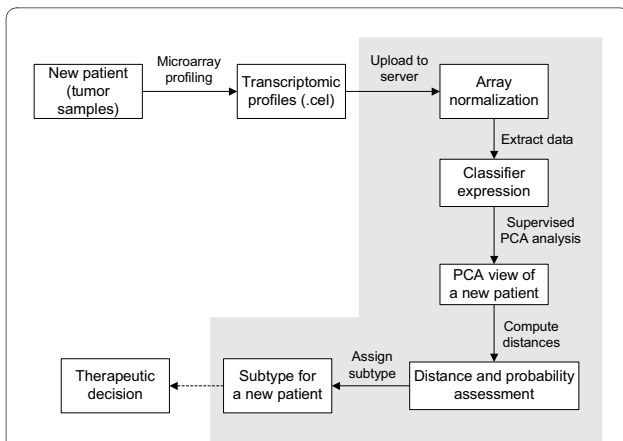 New patient
(tumor
samples)
Microarray
profiling
Transcriptomic
profiles (.cel)
Upload to
server
Array
normalization
Extract data
Classifier
expression
Supervised
PCA analysis
PCA view of
a new patient
Compute
distances
Distance and probability
assessment
Assign
subtype
Subtype for
a new patient
Therapeutic
decision